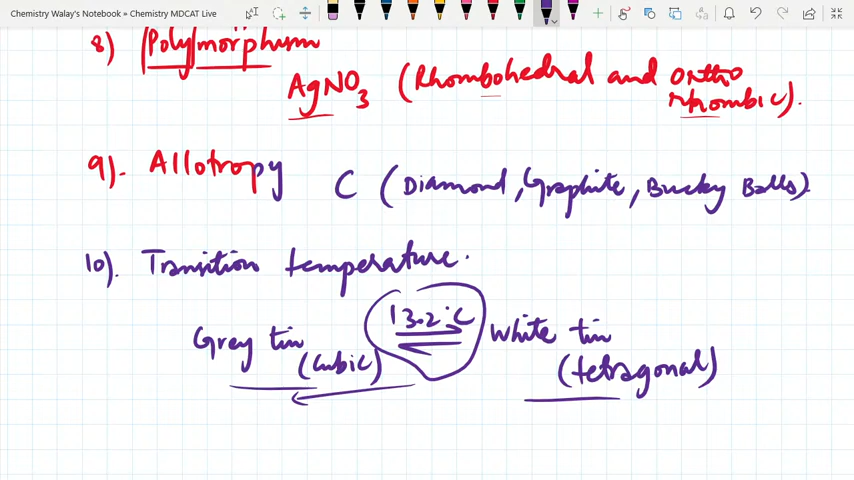 Chemistry Walay's Notebook » Chemistry MDCAT Live
8) Polymorphism
AgNO3 (Rhombohedral and ortho
rhombic).
9). Allotropy C (Diamond, Graphite, Bucky Balls)
10). Transition temperature.
Grey tin 13.2°C White tin
(Cubic) (tetragonal)